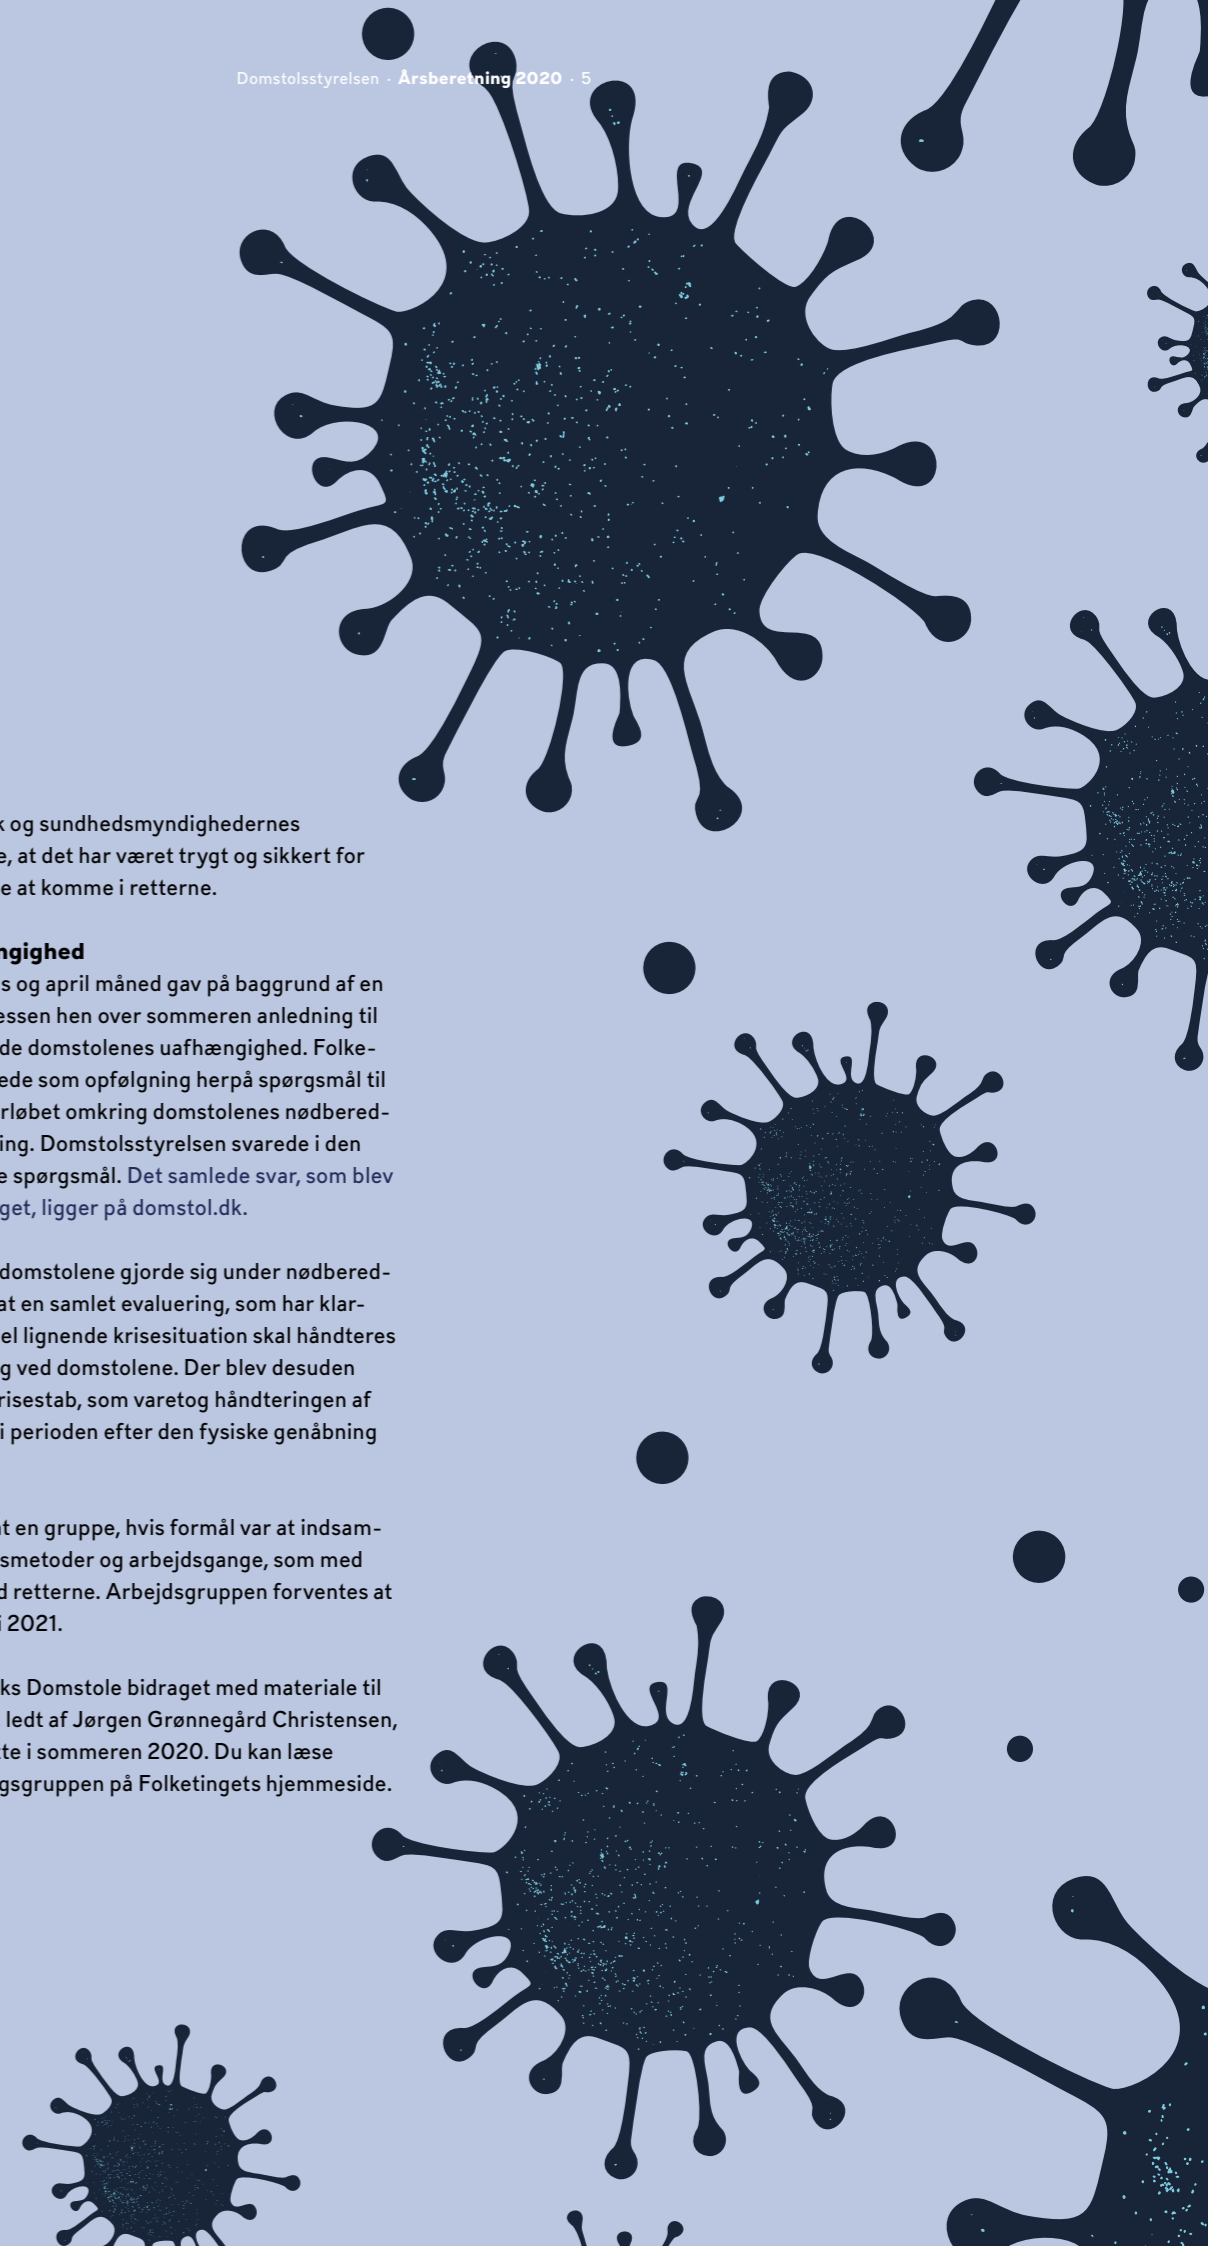 Domstolsstyrelsen · Årsberetning 2020 · 5
og sundhedsmyndighedernes
at det har været trygt og sikkert for
at komme i retterne.
ngighed
og april måned gav på baggrund af en
essen hen over sommeren anledning til
de domstolenes uafhængighed. Folke-
ede som opfølgning herpå spørgsmål til
rløbet omkring domstolenes nødbered-
ing. Domstolsstyrelsen svarede i den
e spørgsmål. Det samlede svar, som blev
get, ligger på domstol.dk.
domstolene gjorde sig under nødbered-
at en samlet evaluering, som har klar-
el lignende krisesituation skal håndteres
g ved domstolene. Der blev desuden
risestab, som varetog håndteringen af
i perioden efter den fysiske genåbning
t en gruppe, hvis formål var at indsam-
smetoder og arbejdsgange, som med
d retterne. Arbejdsgruppen forventes at
i 2021.
ks Domstole bidraget med materiale til
ledt af Jørgen Grønnegård Christensen,
te i sommeren 2020. Du kan læse
gsgruppen på Folketingets hjemmeside.